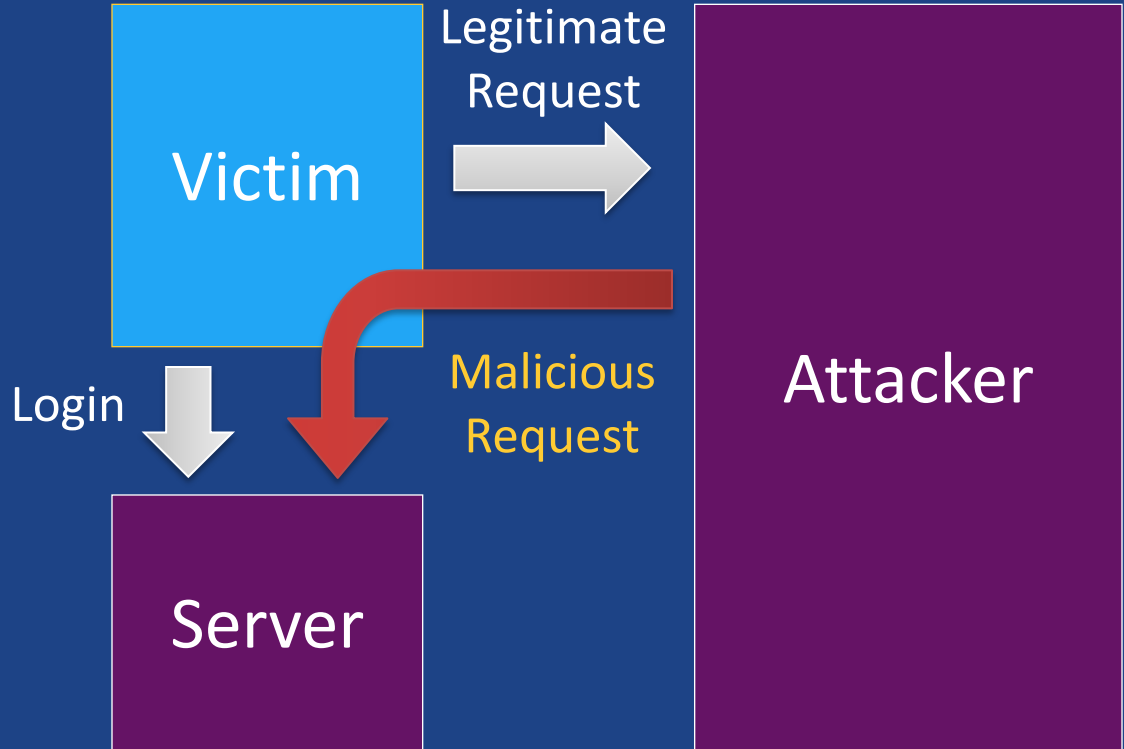 Legitimate
Request
Victim
Malicious
Request
Attacker
Login
Server